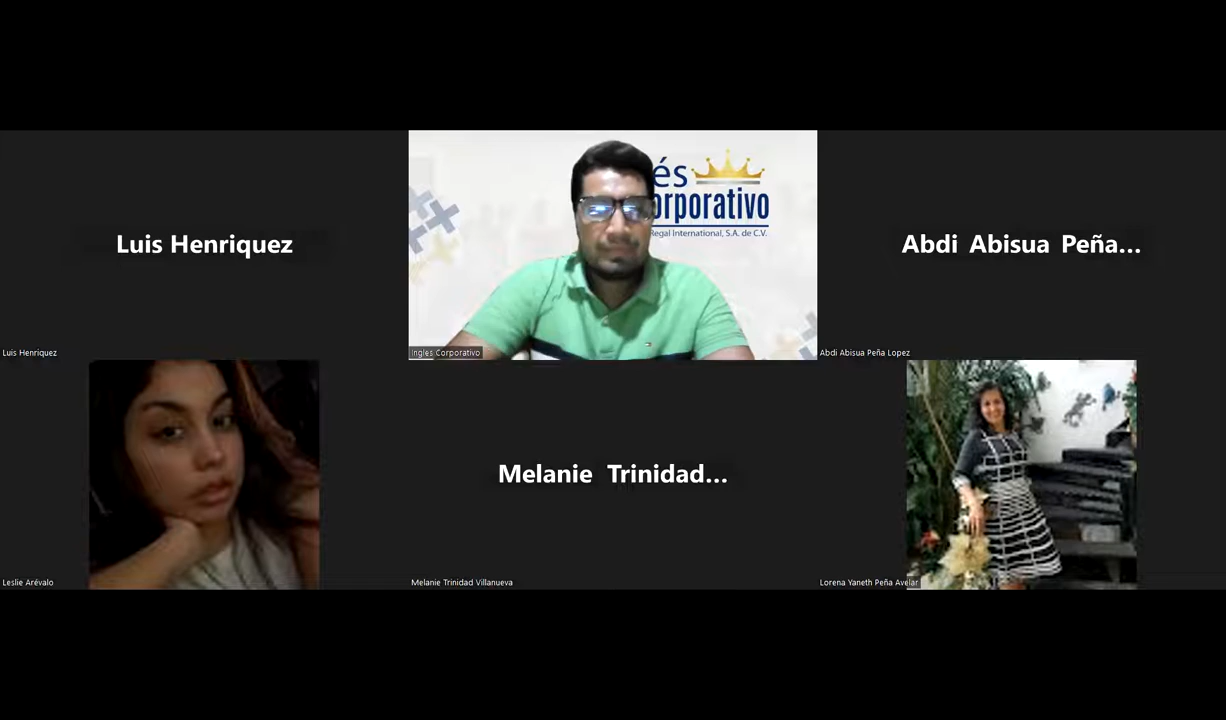 Luis Henriquez
Luis Henriquez
és
orporativo
Regal International, S.A. de C.V.
Ingles Corporativo
Abdi Abisua Peña...
Abdi Abisua Peña Lopez
Leslie Arévalo
Melanie Trinidad...
Melanie Trinidad Villanueva
Lorena Yaneth Peña Avelar